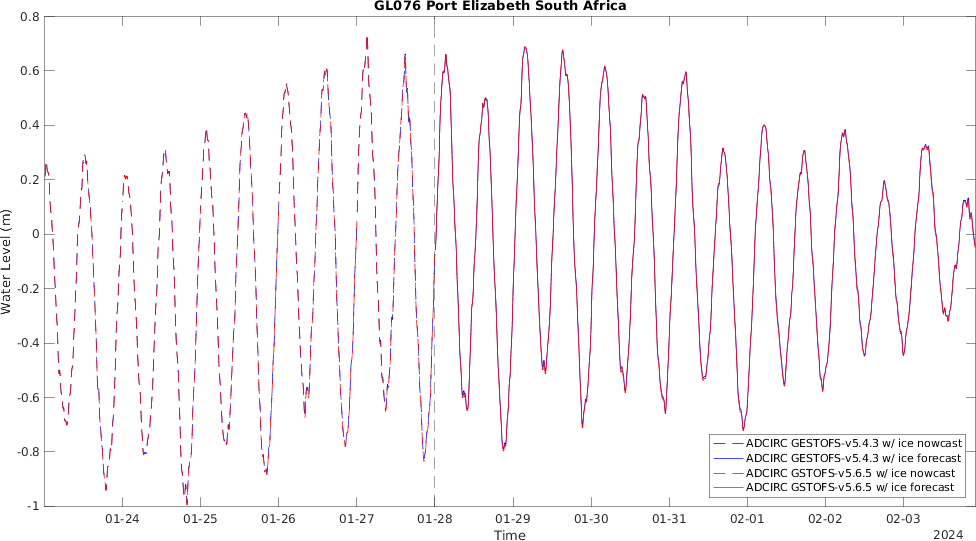 GL076 Port Elizabeth South Africa
0.8
0.6
0.4
0.2
0
-0.2
-0.4
-0.6
-0.8
-1
Water Level (m)
ADCIRC GESTOFS-v5.4.3 w/ ice nowcast
ADCIRC GESTOFS-v5.4.3 w/ ice forecast
ADCIRC GSTOFS-v5.6.5 w/ ice nowcast
ADCIRC GSTOFS-v5.6.5 w/ ice forecast
01-24 01-25 01-26 01-27 01-28 01-29 01-30 01-31 02-01 02-02 02-03
Time
2024